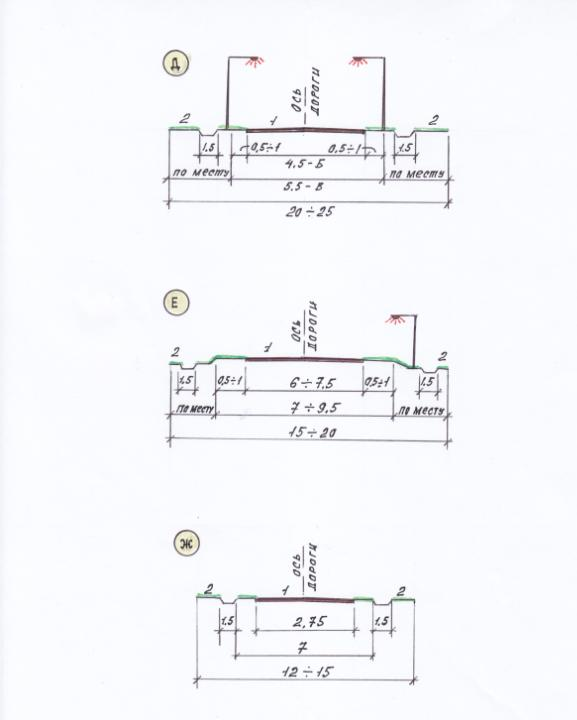 Д
ОСЬ
ДОРОГИ
2 1 2
1.5 0,5÷1 0,5÷1 1.5
4.5-Б
по месту по месту
5.5-8
20÷25
Е
ОСЬ
ДОРОГИ
2 1 2
1.5 0,5÷1 6÷7.5 0,5÷1 1.5
По месту 7÷9.5 по месту
15÷20
Ж
ОСЬ
ДОРОГИ
2 1 2
1.5 2,75 1.5
7
12÷15